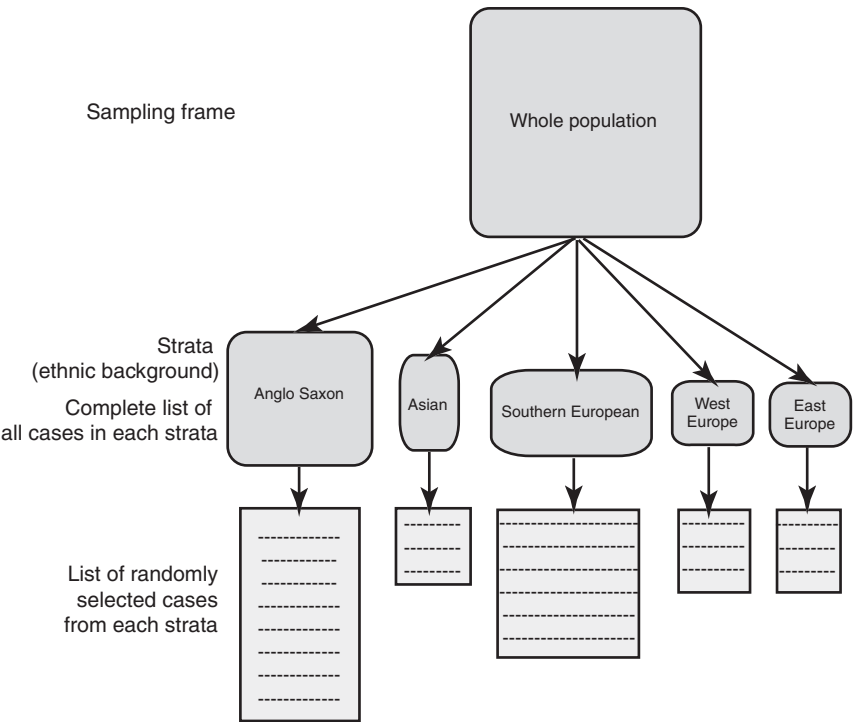 Sampling frame
Whole population
Strata
(ethnic background)
Complete list of
all cases in each strata
Anglo Saxon
Asian
Southern European
West
Europe
East
Europe
List of randomly
selected cases
from each strata